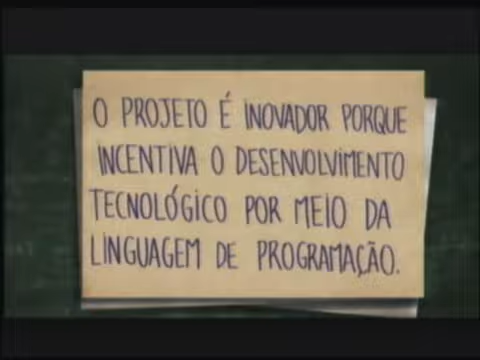 O PROJETO É INOVADOR PORQUE
INCENTIVA O DESENVOLVIMENTO
TECNOLÓGICO POR MEIO DA
LINGUAGEM DE PROGRAMAÇÃO.